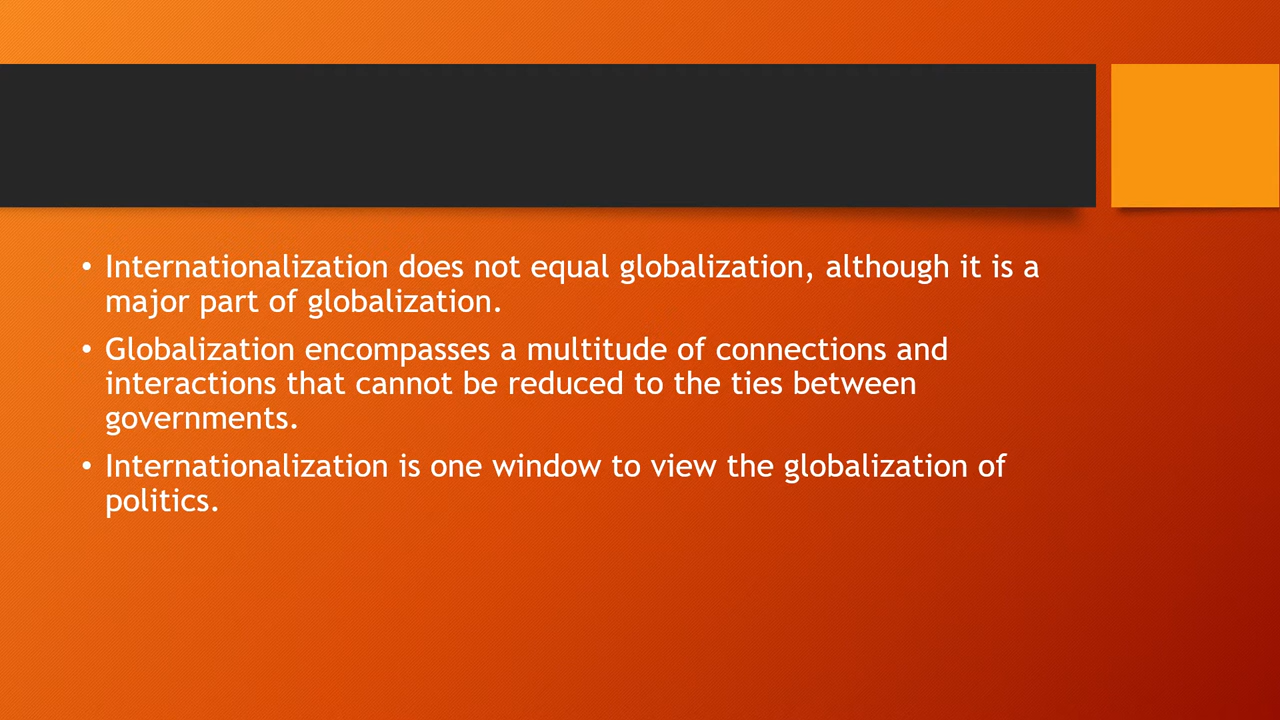 • Internationalization does not equal globalization, although it is a
major part of globalization.
• Globalization encompasses a multitude of connections and
interactions that cannot be reduced to the ties between
governments.
• Internationalization is one window to view the globalization of
politics.